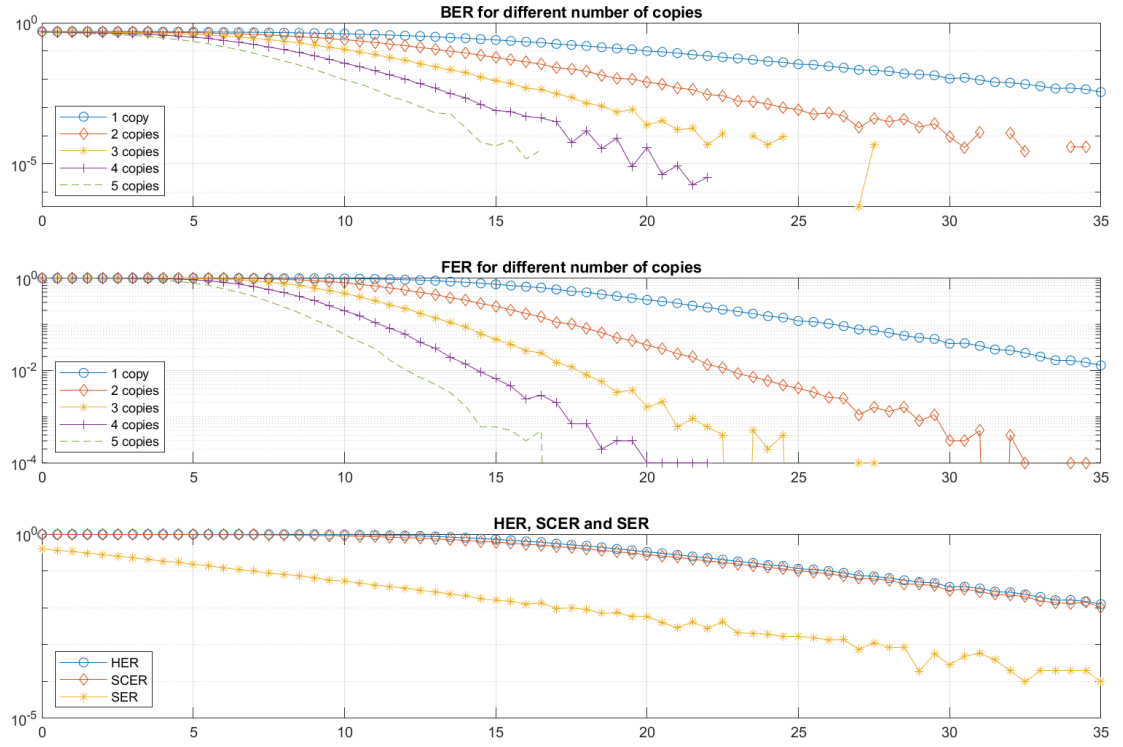 BER for different number of copies
10^0
10^-5
1 copy
2 copies
3 copies
4 copies
5 copies
0 5 10 15 20 25 30 35
FER for different number of copies
10^0
10^-2
10^-4
1 copy
2 copies
3 copies
4 copies
5 copies
0 5 10 15 20 25 30 35
HER, SCER and SER
10^0
10^-5
HER
SCER
SER
0 5 10 15 20 25 30 35